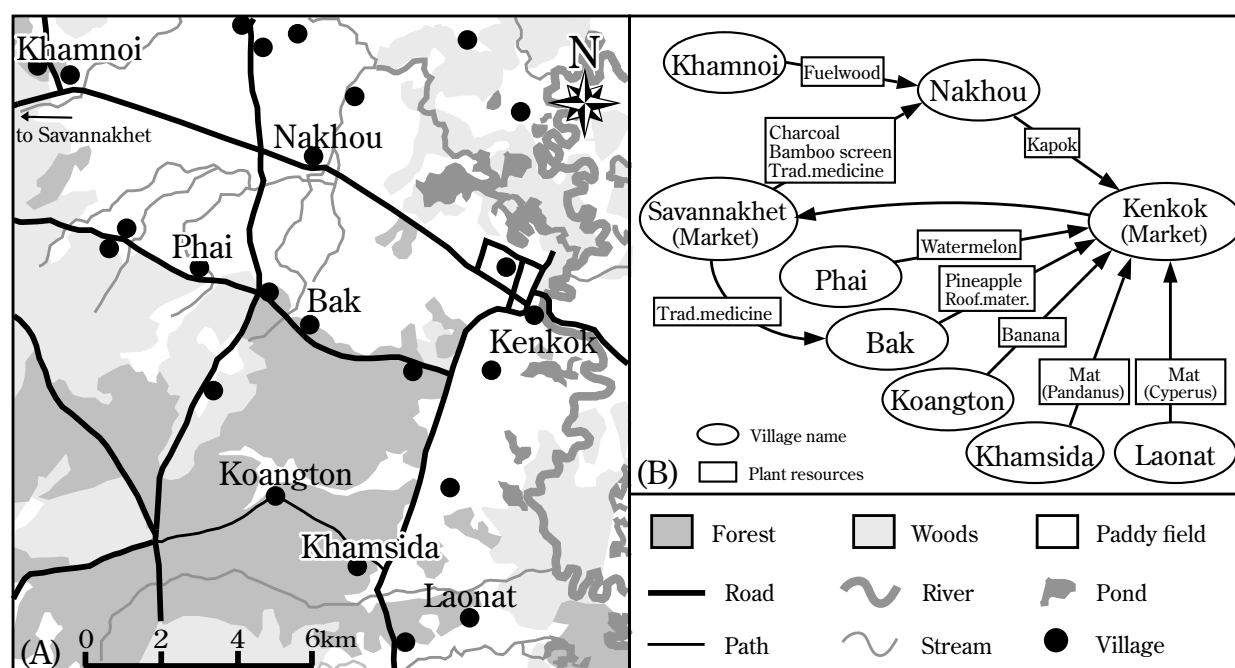 Khamnoi
N
to Savannakhet
Nakhou
Phai
Bak
Kenkok
Koangton
Khamsida
Laonat
(A)
0 2 4 6km
Khamnoi
Fuelwood
Nakhou
Charcoal
Bamboo screen
Trad.medicine
Kapok
Savannakhet
(Market)
Kenkok
(Market)
Watermelon
Phai
Pineapple
Roof.mater.
Trad.medicine
Bak
Banana
Koangton
Mat
(Pandanus)
Mat
(Cyperus)
Khamsida
Laonat
Village name
Plant resources
(B)
Forest
Woods
Paddy field
Road
River
Pond
Path
Stream
Village